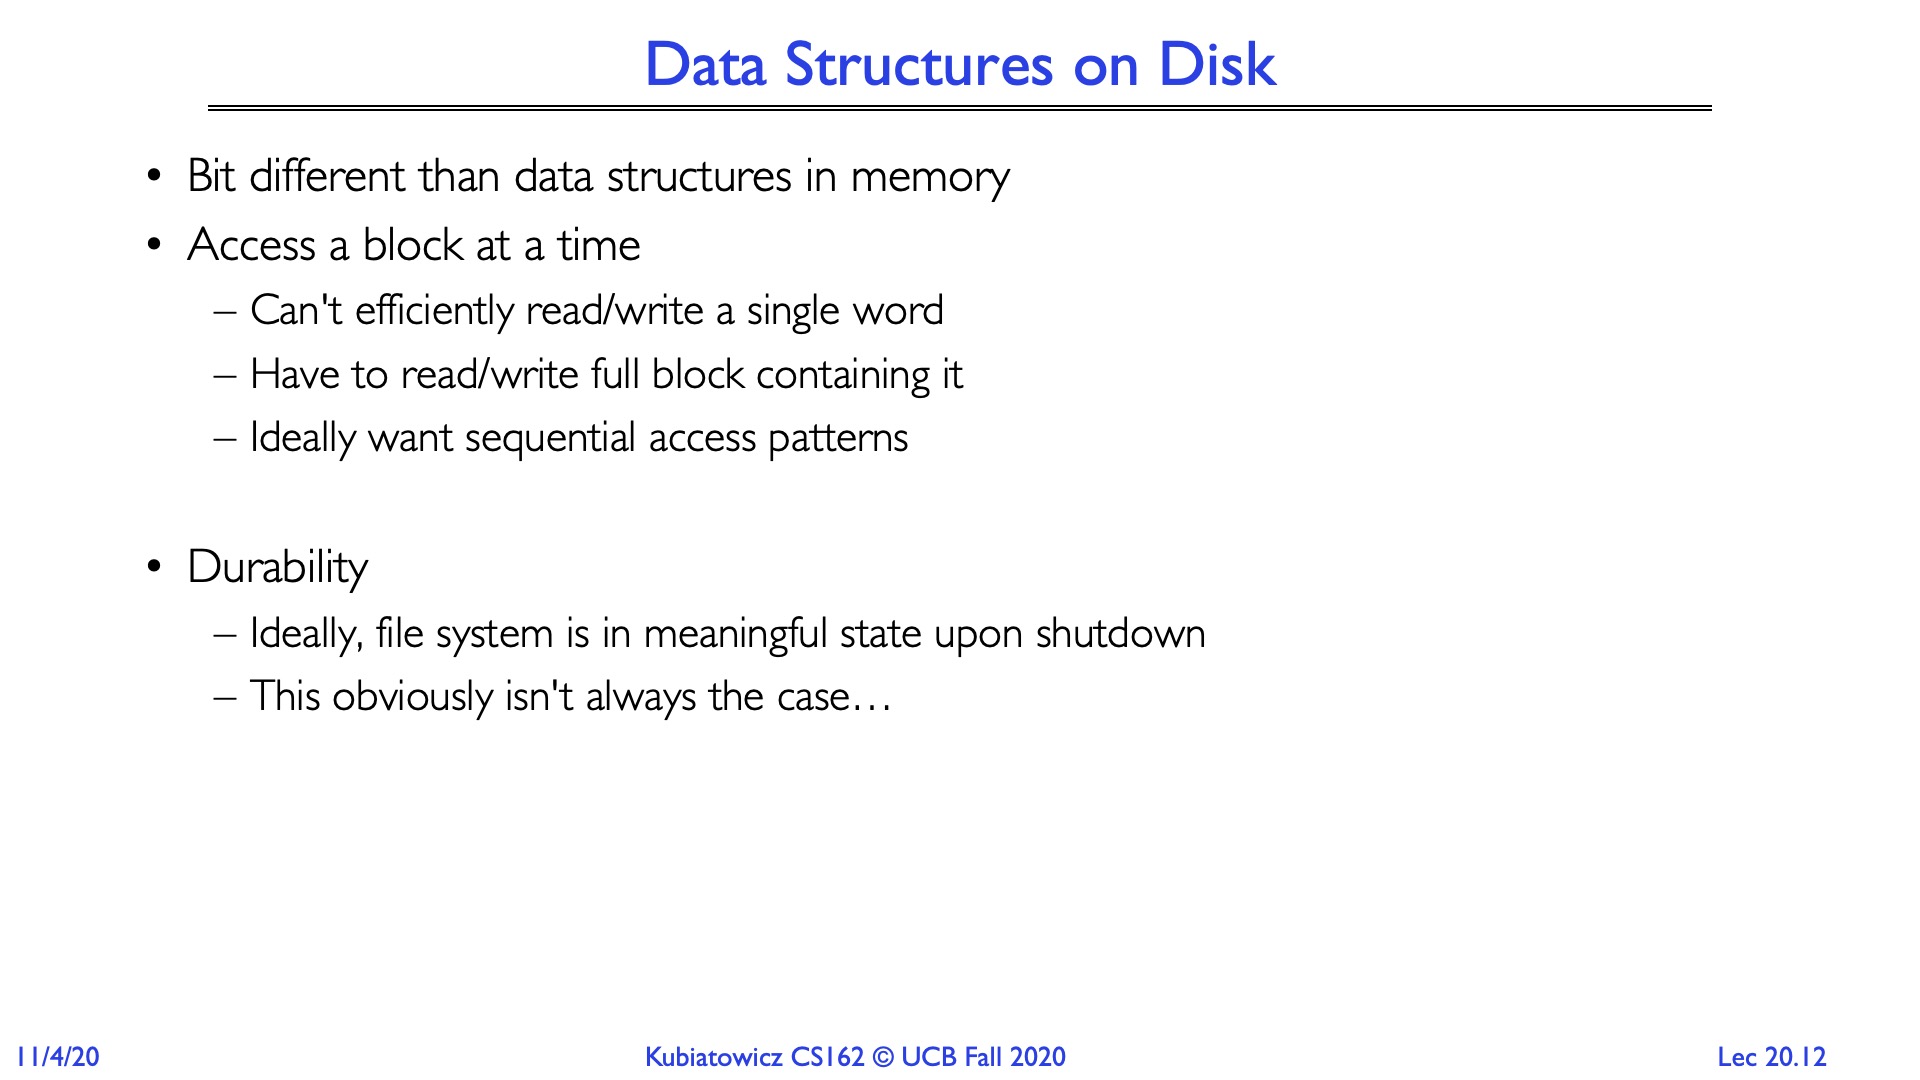 Data Structures on Disk
• Bit different than data structures in memory
• Access a block at a time
– Can't efficiently read/write a single word
– Have to read/write full block containing it
– Ideally want sequential access patterns
• Durability
– Ideally, file system is in meaningful state upon shutdown
– This obviously isn't always the case…
11/4/20
Kubiatowicz CS162 © UCB Fall 2020
Lec 20.12